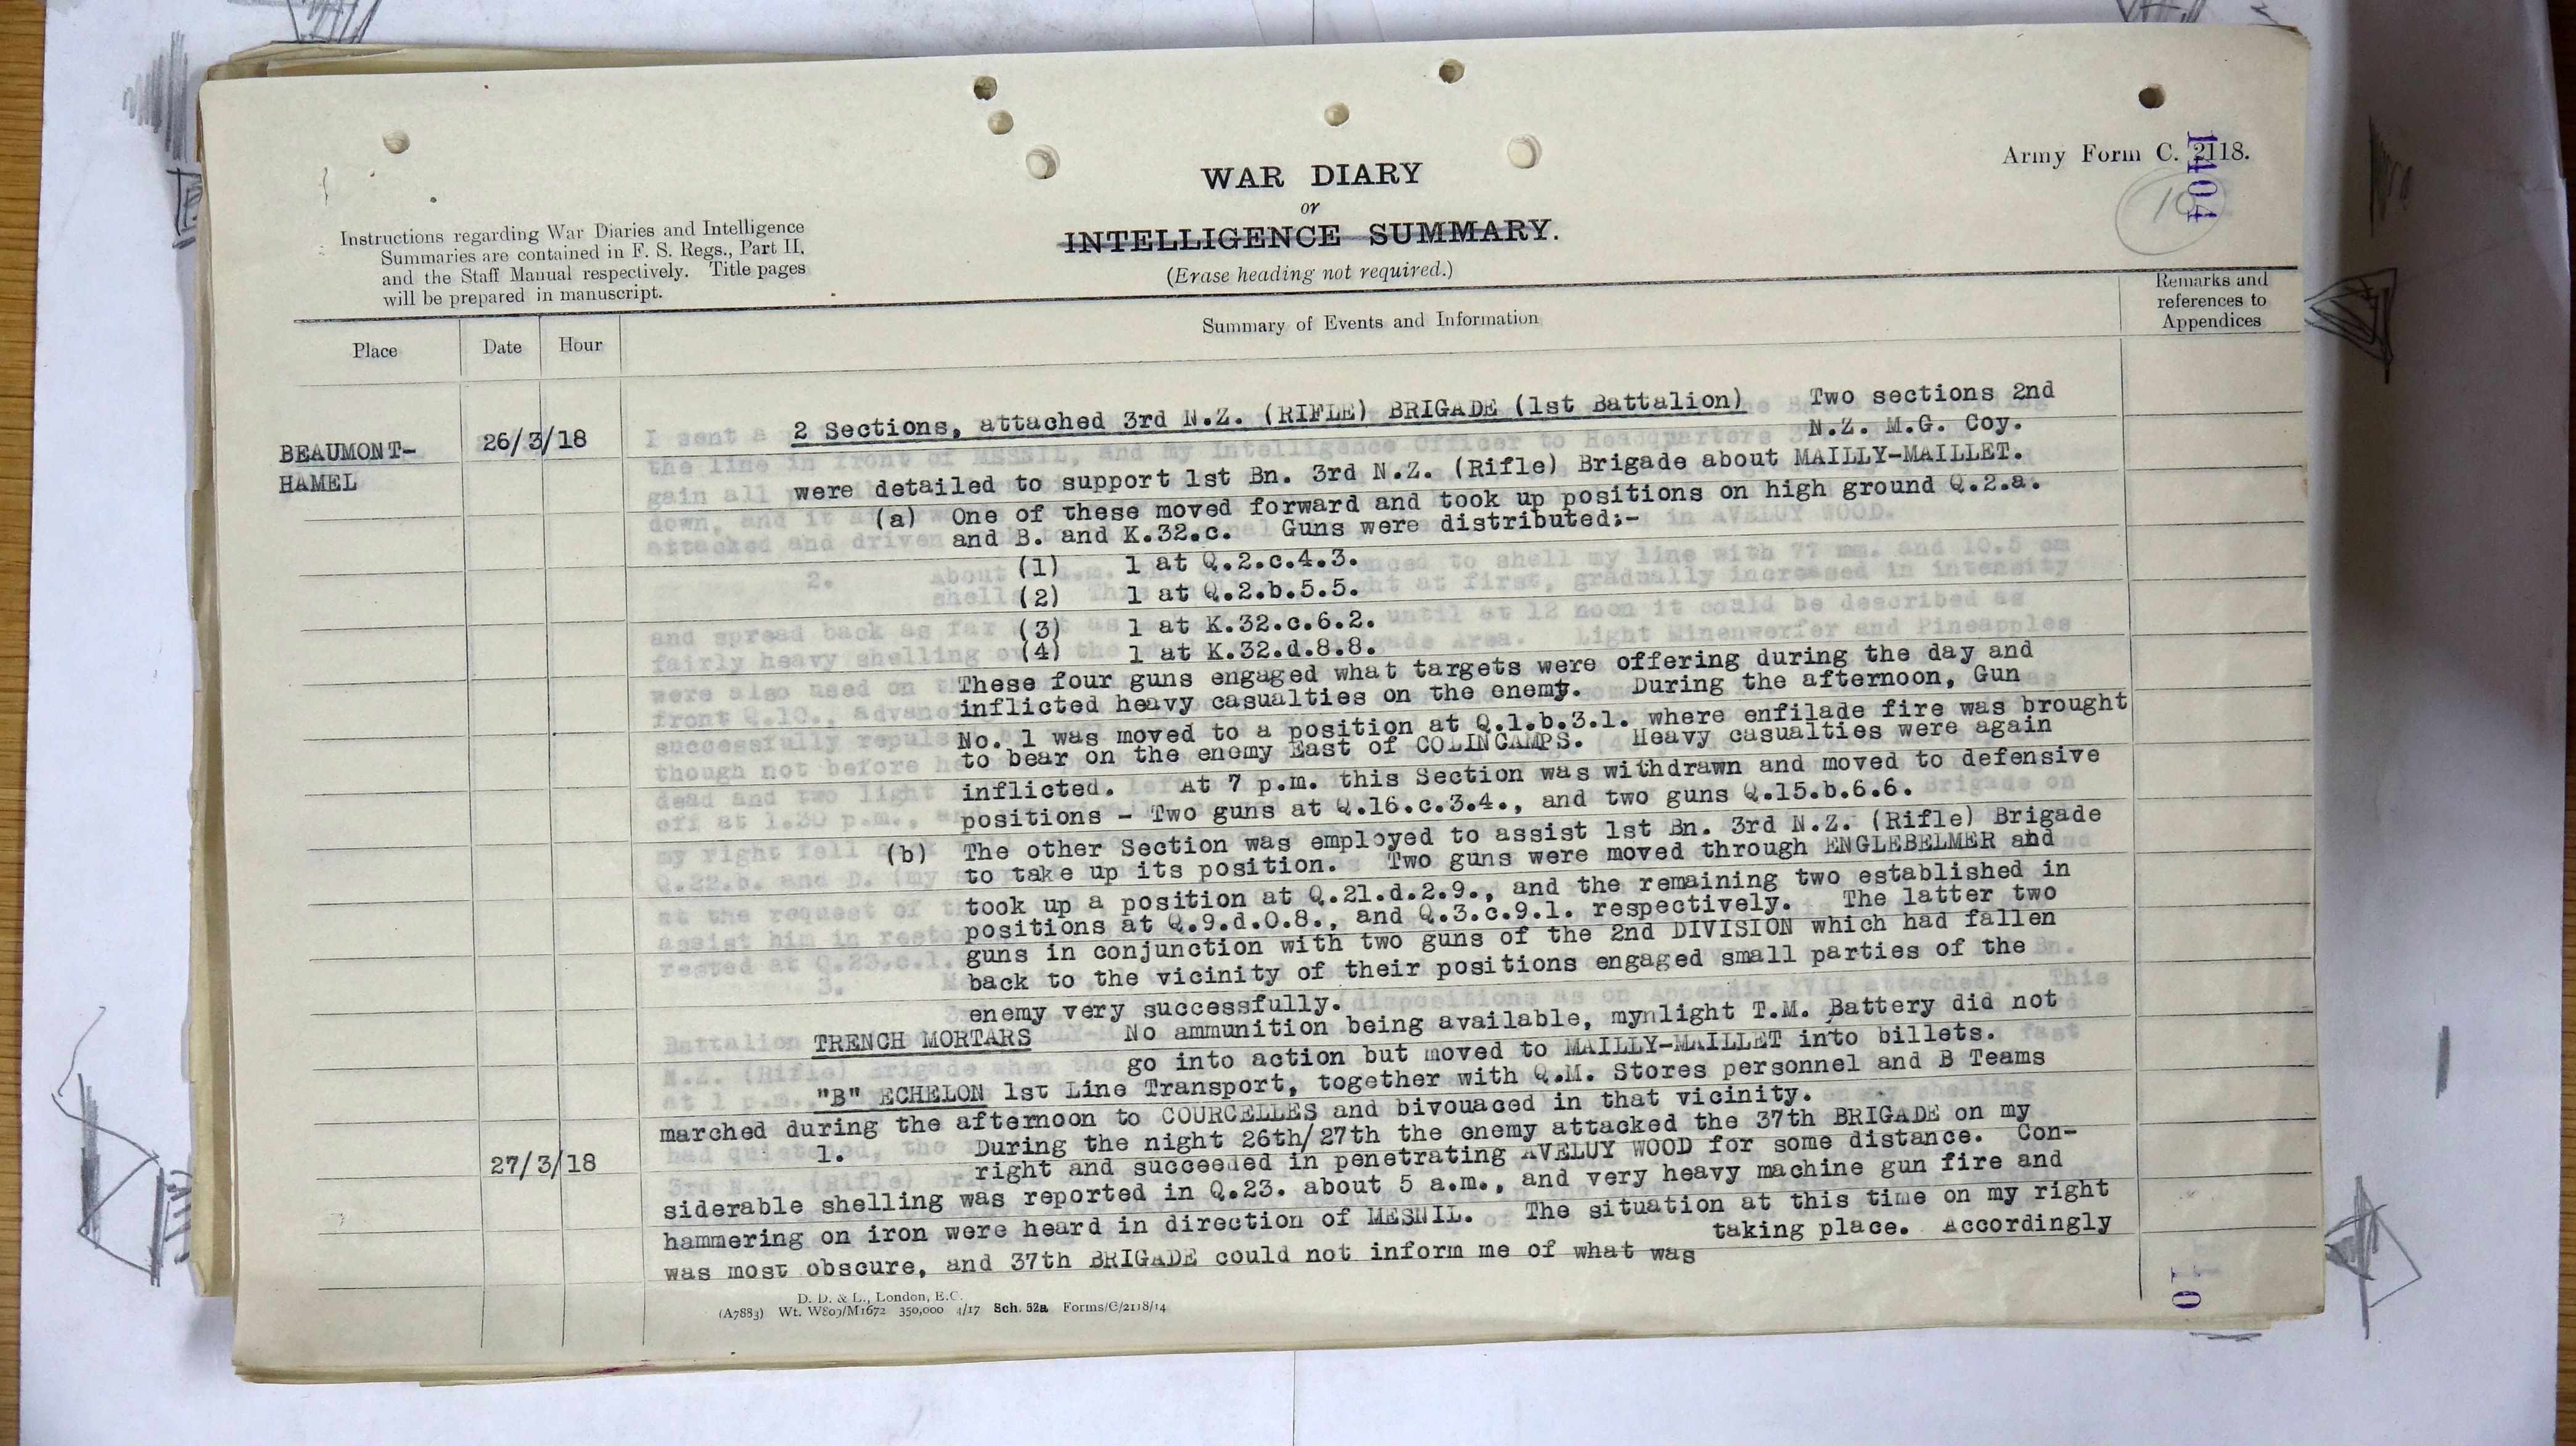 Army Form C. 2118.
1104
10
WAR DIARY
or
INTELLIGENCE SUMMARY.
(Erase heading not required.)
Instructions regarding War Diaries and Intelligence
Summaries are contained in F. S. Regs., Part II,
and the Staff Manual respectively. Title pages
will be prepared in manuscript.
Place
Date
Hour
Summary of Events and Information
Remarks and
references to
Appendices
BEAUMONT-
HAMEL
26/3/18
2 Sections, attached 3rd N.Z. (RIFLE) BRIGADE (1st Battalion) Two sections 2nd
N.Z. M.G. Coy.
were detailed to support 1st Bn. 3rd N.Z. (Rifle) Brigade about MAILLY-MAILLET.
(a) One of these moved forward and took up positions on high ground Q.2.a.
and B. and K.32.c. Guns were distributed:-
(1) 1 at Q.2.c.4.3.
(2) 1 at Q.2.b.5.5.
(3) 1 at K.32.c.6.2.
(4) 1 at K.32.d.8.8.
These four guns engaged what targets were offering during the day and
inflicted heavy casualties on the enemy. During the afternoon, Gun
No. 1 was moved to a position at Q.1.b.3.1. where enfilade fire was brought
to bear on the enemy East of COLINCAMPS. Heavy casualties were again
inflicted. At 7 p.m. this Section was withdrawn and moved to defensive
positions - Two guns at Q.16.c.3.4., and two guns Q.15.b.6.6.
(b) The other Section was employed to assist 1st Bn. 3rd N.Z. (Rifle) Brigade
to take up its position. Two guns were moved through ENGLEBELMER and
took up a position at Q.21.d.2.9., and the remaining two established in
positions at Q.9.d.0.8., and Q.3.c.9.1. respectively. The latter two
guns in conjunction with two guns of the 2nd DIVISION which had fallen
back to the vicinity of their positions engaged small parties of the
enemy very successfully.
TRENCH MORTARS No ammunition being available, mynlight T.M. Battery did not
go into action but moved to MAILLY-MAILLET into billets.
"B" ECHELON 1st Line Transport, together with Q.M. Stores personnel and B Teams
marched during the afternoon to COURCELLES and bivouaced in that vicinity.
27/3/18
1. During the night 26th/27th the enemy attacked the 37th BRIGADE on my
right and succeeded in penetrating AVELUY WOOD for some distance. Con-
siderable shelling was reported in Q.23. about 5 a.m., and very heavy machine gun fire and
hammering on iron were heard in direction of MESNIL. The situation at this time on my right
was most obscure, and 37th BRIGADE could not inform me of what was taking place. Accordingly
D. D. & L., London, E.C.
(A7883) Wt. W809/M1672 350,000 4/17 Sch. 52a Forms/C/2118/14
10